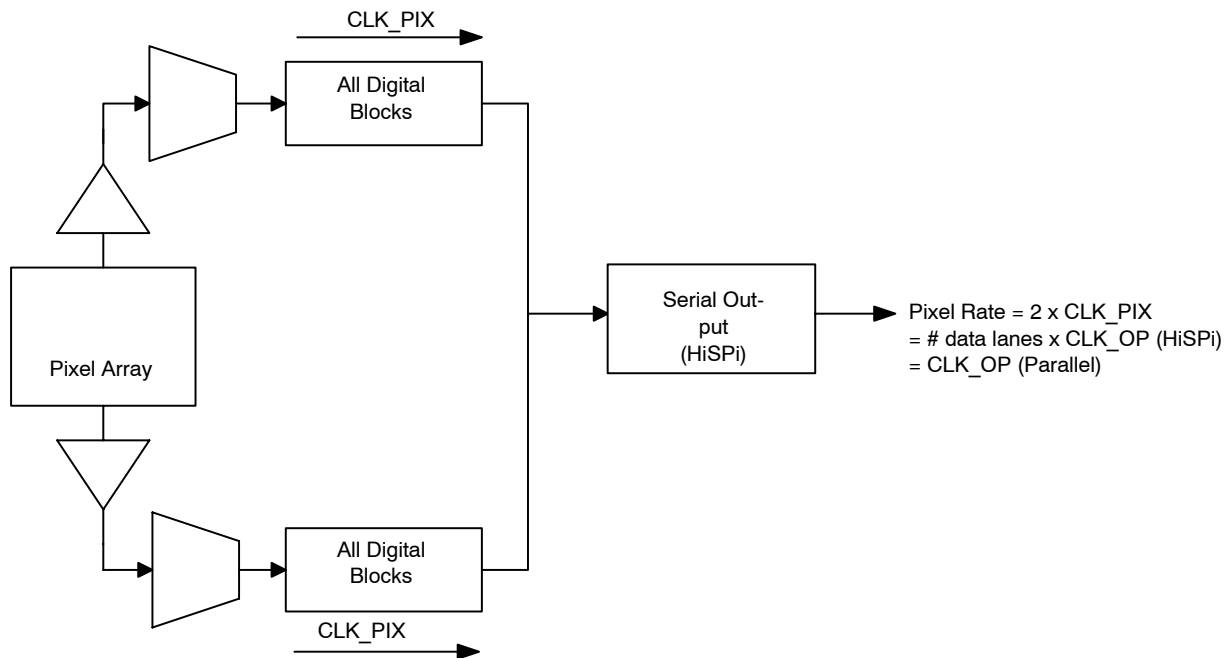 CLK_PIX
All Digital
Blocks
Pixel Array
Serial Out-
put
(HiSPi)
Pixel Rate = 2 x CLK_PIX
= # data lanes x CLK_OP (HiSPi)
= CLK_OP (Parallel)
All Digital
Blocks
CLK_PIX